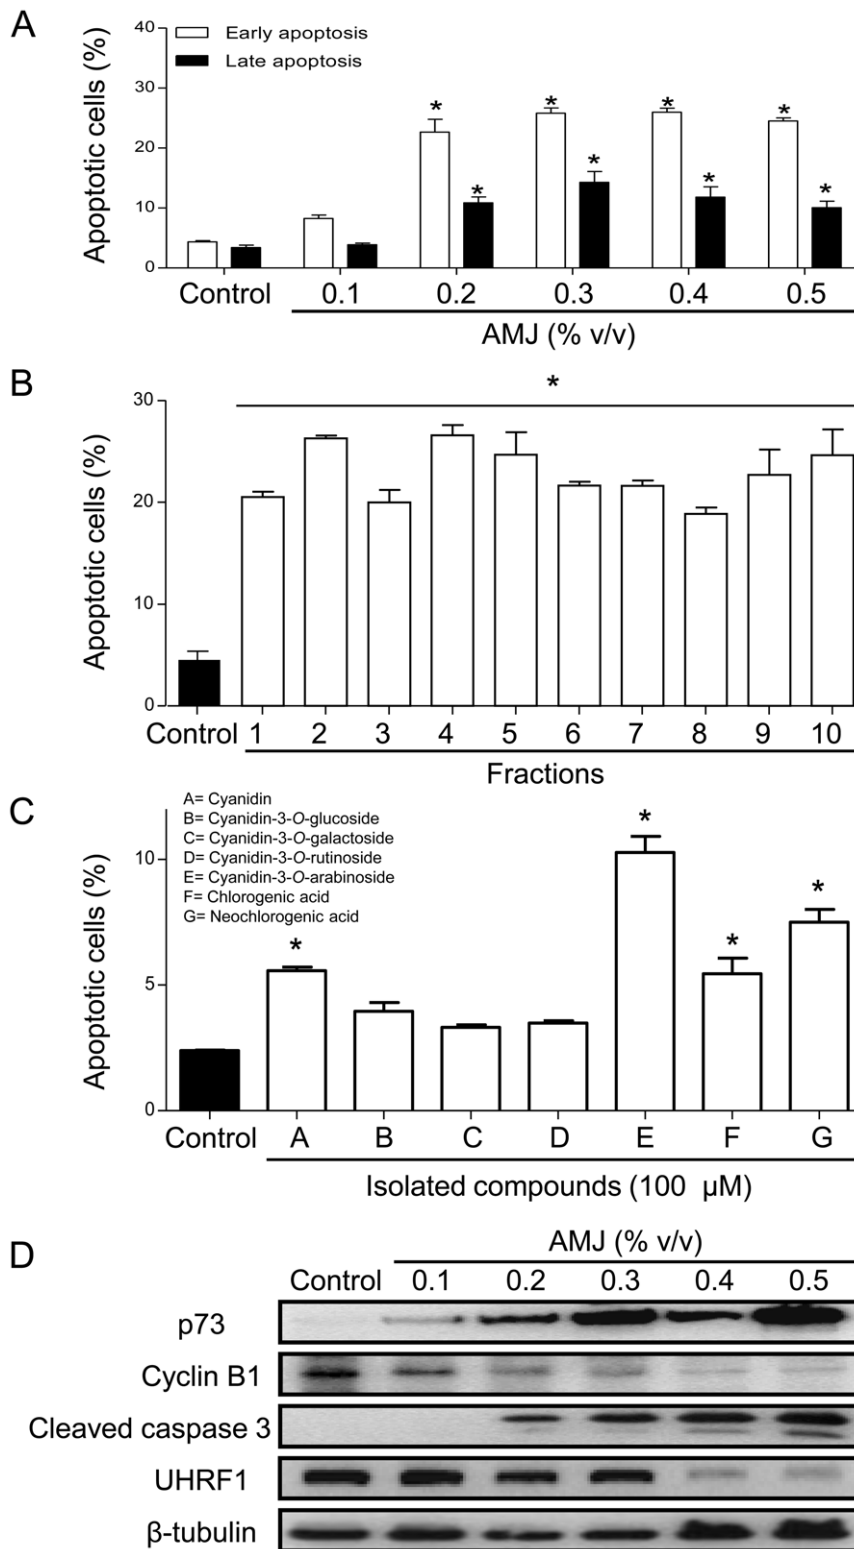 A
Apoptotic cells (%)
40
30
20
10
0
Early apoptosis
Late apoptosis
* * * *
* * * *
Control 0.1 0.2 0.3 0.4 0.5
AMJ (% v/v)
B
Apoptotic cells (%)
30
20
10
0
*
Control 1 2 3 4 5 6 7 8 9 10
Fractions
C
Apoptotic cells (%)
10
5
0
A= Cyanidin
B= Cyanidin-3-O-glucoside
C= Cyanidin-3-O-galactoside
D= Cyanidin-3-O-rutinoside
E= Cyanidin-3-O-arabinoside
F= Chlorogenic acid
G= Neochlorogenic acid
* * * *
Control A B C D E F G
Isolated compounds (100 µM)
D
AMJ (% v/v)
Control 0.1 0.2 0.3 0.4 0.5
p73
Cyclin B1
Cleaved caspase 3
UHRF1
β-tubulin